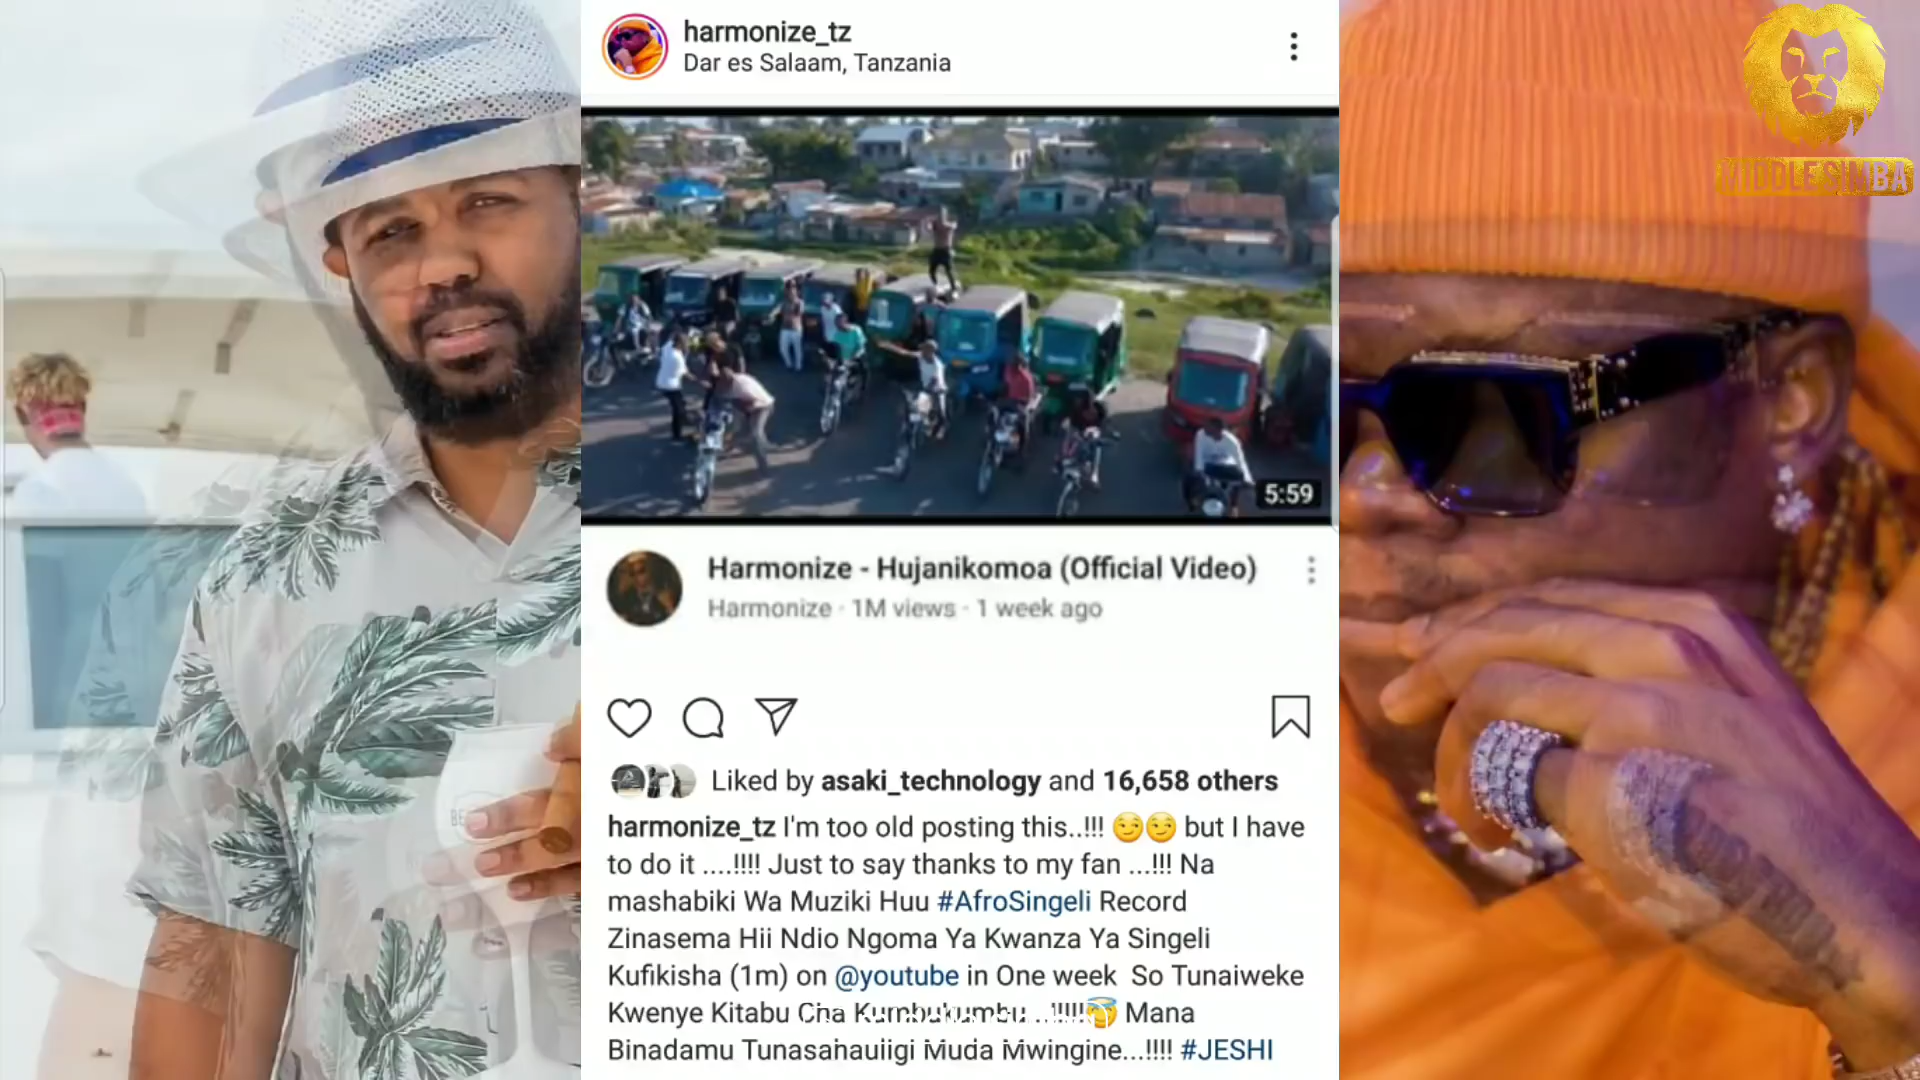 harmonize_tz
Dar es Salaam, Tanzania
MIDDLE SIMBA
5:59
Harmonize - Hujanikomoa (Official Video)
Harmonize · 1M views · 1 week ago
Liked by asaki_technology and 16,658 others
harmonize_tz I'm too old posting this..!!! 😏😏 but I have
to do it ....!!!! Just to say thanks to my fan ...!!! Na
mashabiki Wa Muziki Huu #AfroSingeli Record
Zinasema Hii Ndio Ngoma Ya Kwanza Ya Singeli
Kufikisha (1m) on @youtube in One week So Tunaiweke
Kwenye Kitabu Cha Kumbukumbu...!!!!!😇 Mana
Binadamu Tunasahauiigi Muda Mwingine...!!!! #JESHI